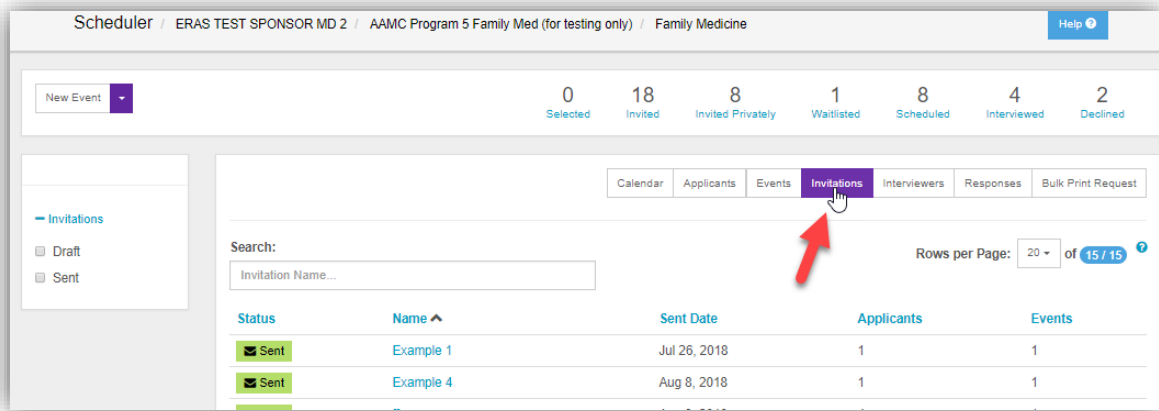 Scheduler / ERAS TEST SPONSOR MD 2 / AAMC Program 5 Family Med (for testing only) / Family Medicine Help
New Event 0 18 8 1 8 4 2
Selected Invited Invited Privately Waitlisted Scheduled Interviewed Declined
Calendar Applicants Events Invitations Interviewers Responses Bulk Print Request
Invitations
Draft
Sent
Search: Rows per Page: 20 of 15 / 15
Invitation Name...
Status Name Sent Date Applicants Events
Sent Example 1 Jul 26, 2018 1 1
Sent Example 4 Aug 8, 2018 1 1